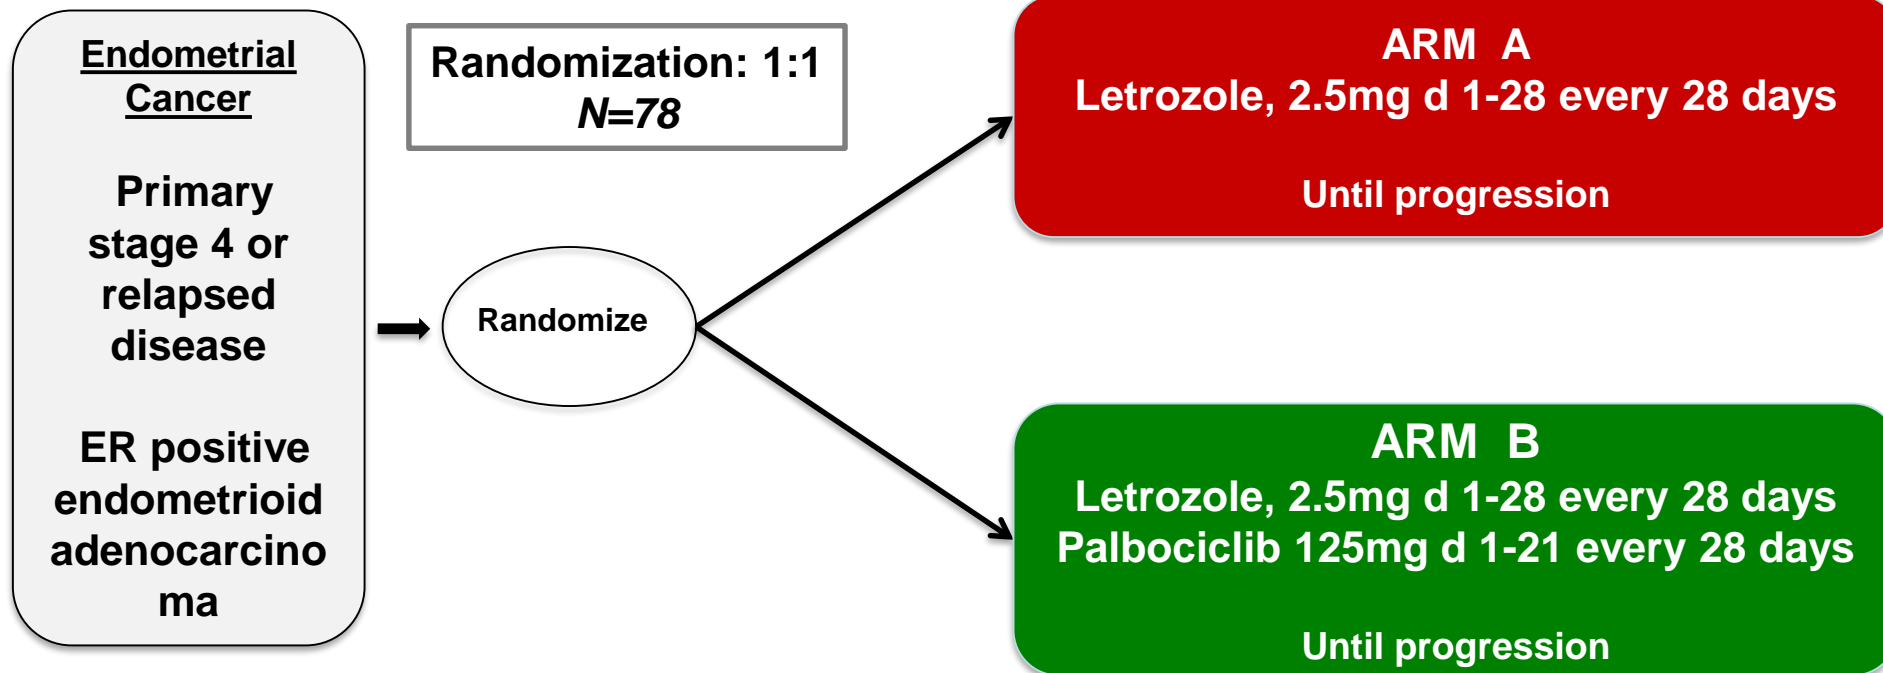 Endometrial
Cancer
Primary
stage 4 or
relapsed
disease
ER positive
endometrioid
adenocarcino
ma
Randomization: 1:1
N=78
Randomize
ARM A
Letrozole, 2.5mg d 1-28 every 28 days
Until progression
ARM B
Letrozole, 2.5mg d 1-28 every 28 days
Palbociclib 125mg d 1-21 every 28 days
Until progression